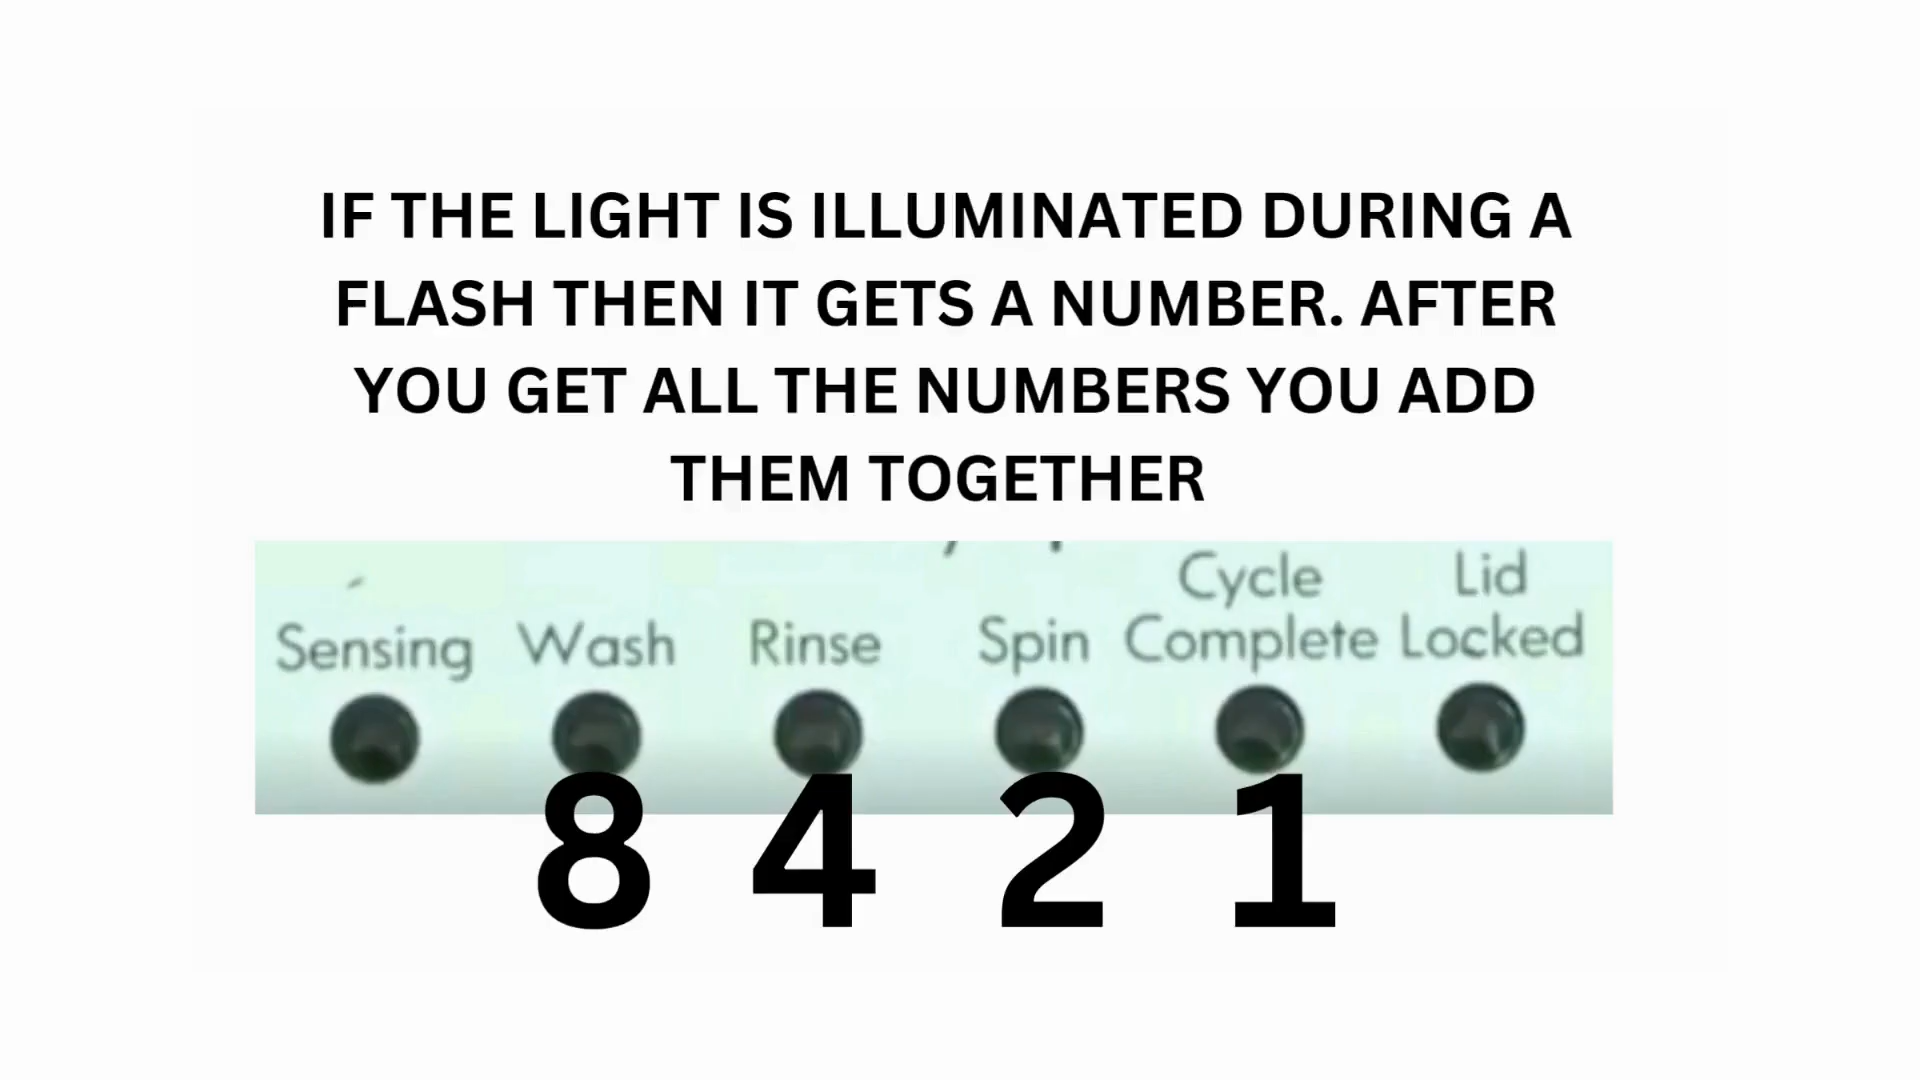 IF THE LIGHT IS ILLUMINATED DURING A
FLASH THEN IT GETS A NUMBER. AFTER
YOU GET ALL THE NUMBERS YOU ADD
THEM TOGETHER
Cycle Lid
Sensing Wash Rinse Spin Complete Locked
8 4 2 1